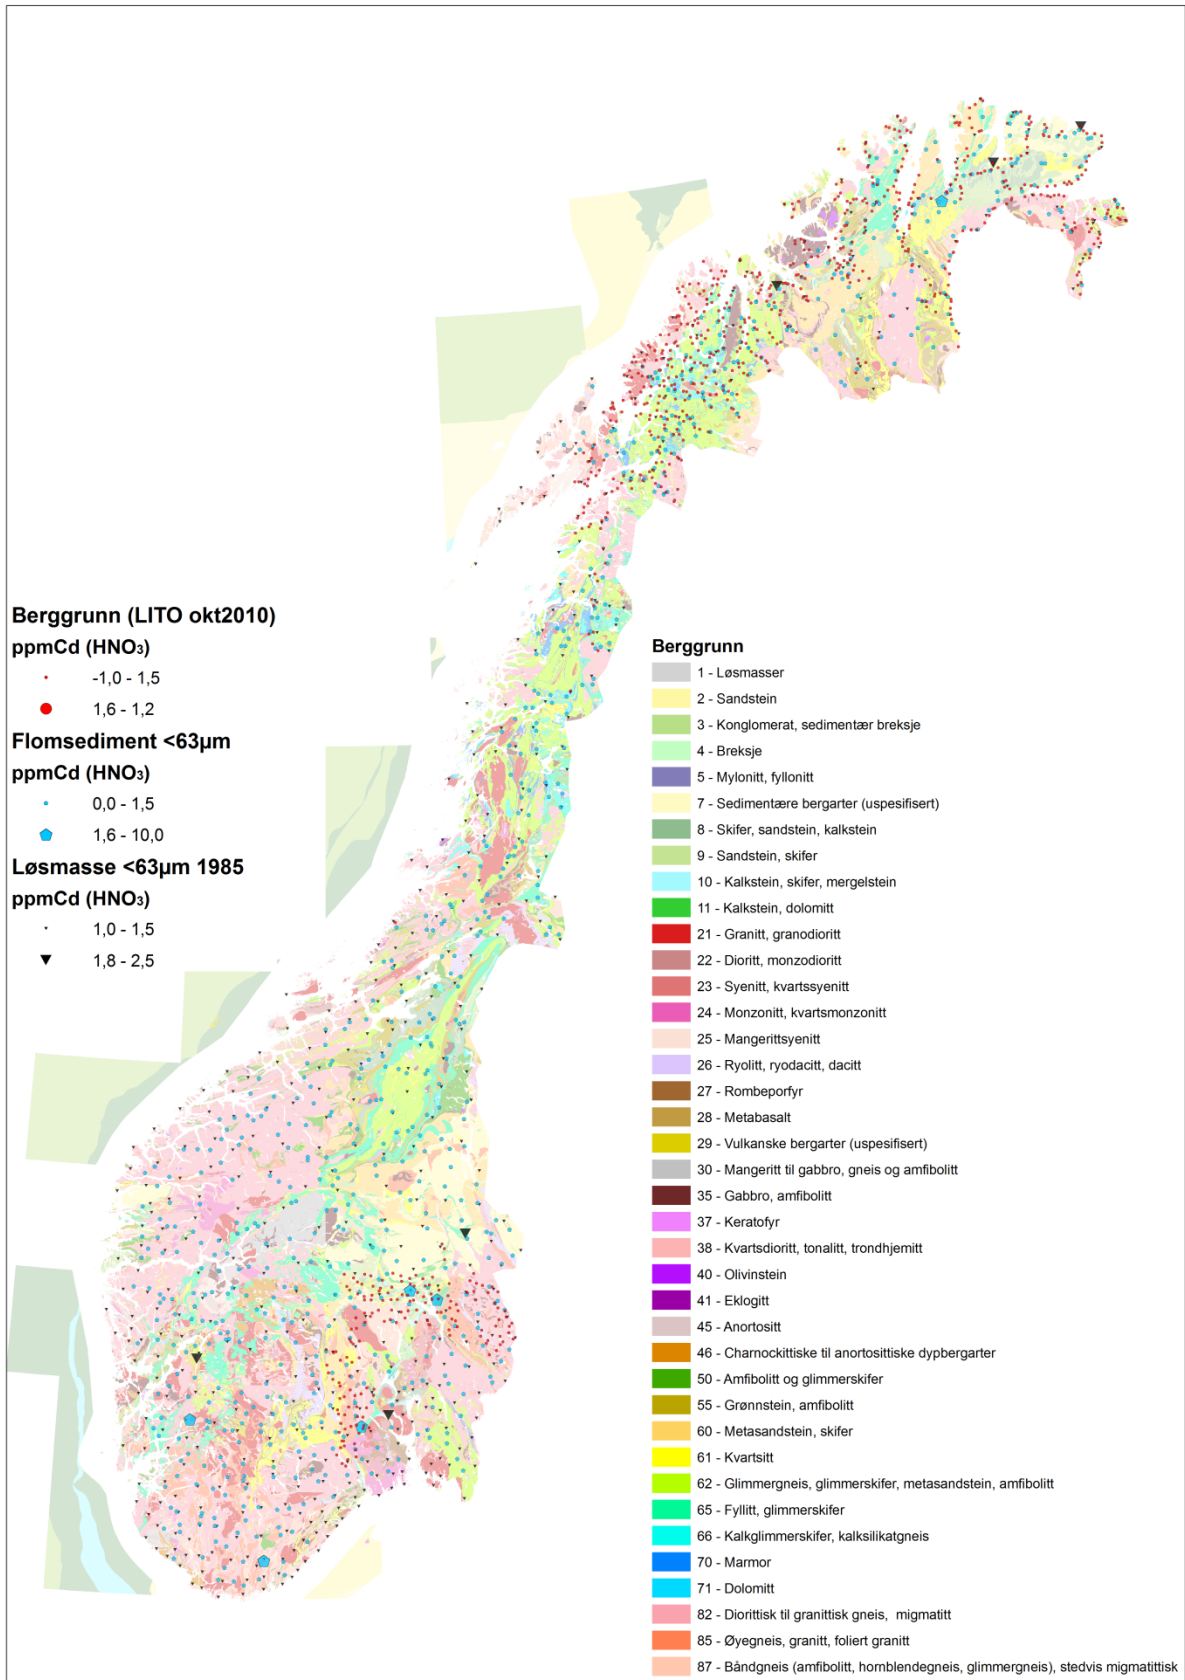 Berggrunn (LITO okt2010)
ppmCd (HNO3)
-1,0 - 1,5
1,6 - 1,2
Flomsediment <63µm
ppmCd (HNO3)
0,0 - 1,5
1,6 - 10,0
Løsmasse <63µm 1985
ppmCd (HNO3)
1,0 - 1,5
1,8 - 2,5
Berggrunn
1 - Løsmasser
2 - Sandstein
3 - Konglomerat, sedimentær breksje
4 - Breksje
5 - Mylonitt, fyllonitt
7 - Sedimentære bergarter (uspesifisert)
8 - Skifer, sandstein, kalkstein
9 - Sandstein, skifer
10 - Kalkstein, skifer, mergelstein
11 - Kalkstein, dolomitt
21 - Granitt, granodioritt
22 - Dioritt, monzodioritt
23 - Syenitt, kvartssyenitt
24 - Monzonitt, kvartsmonzonitt
25 - Mangerittsyenitt
26 - Ryolitt, ryodacitt, dacitt
27 - Rombeporfyr
28 - Metabasalt
29 - Vulkanske bergarter (uspesifisert)
30 - Mangeritt til gabbro, gneis og amfibolitt
35 - Gabbro, amfibolitt
37 - Keratofyr
38 - Kvartsdioritt, tonalitt, trondhjemitt
40 - Olivinstein
41 - Eklogitt
45 - Anortositt
46 - Charnockittiske til anortosittiske dypbergarter
50 - Amfibolitt og glimmerskifer
55 - Grønnstein, amfibolitt
60 - Metasandstein, skifer
61 - Kvartsitt
62 - Glimmergneis, glimmerskifer, metasandstein, amfibolitt
65 - Fyllitt, glimmerskifer
66 - Kalkglimmerskifer, kalksilikatgneis
70 - Marmor
71 - Dolomitt
82 - Diorittisk til granittisk gneis, migmatitt
85 - Øyegneis, granitt, foliert granitt
87 - Båndgneis (amfibolitt, hornblendegneis, glimmergneis), stedvis migmatittisk